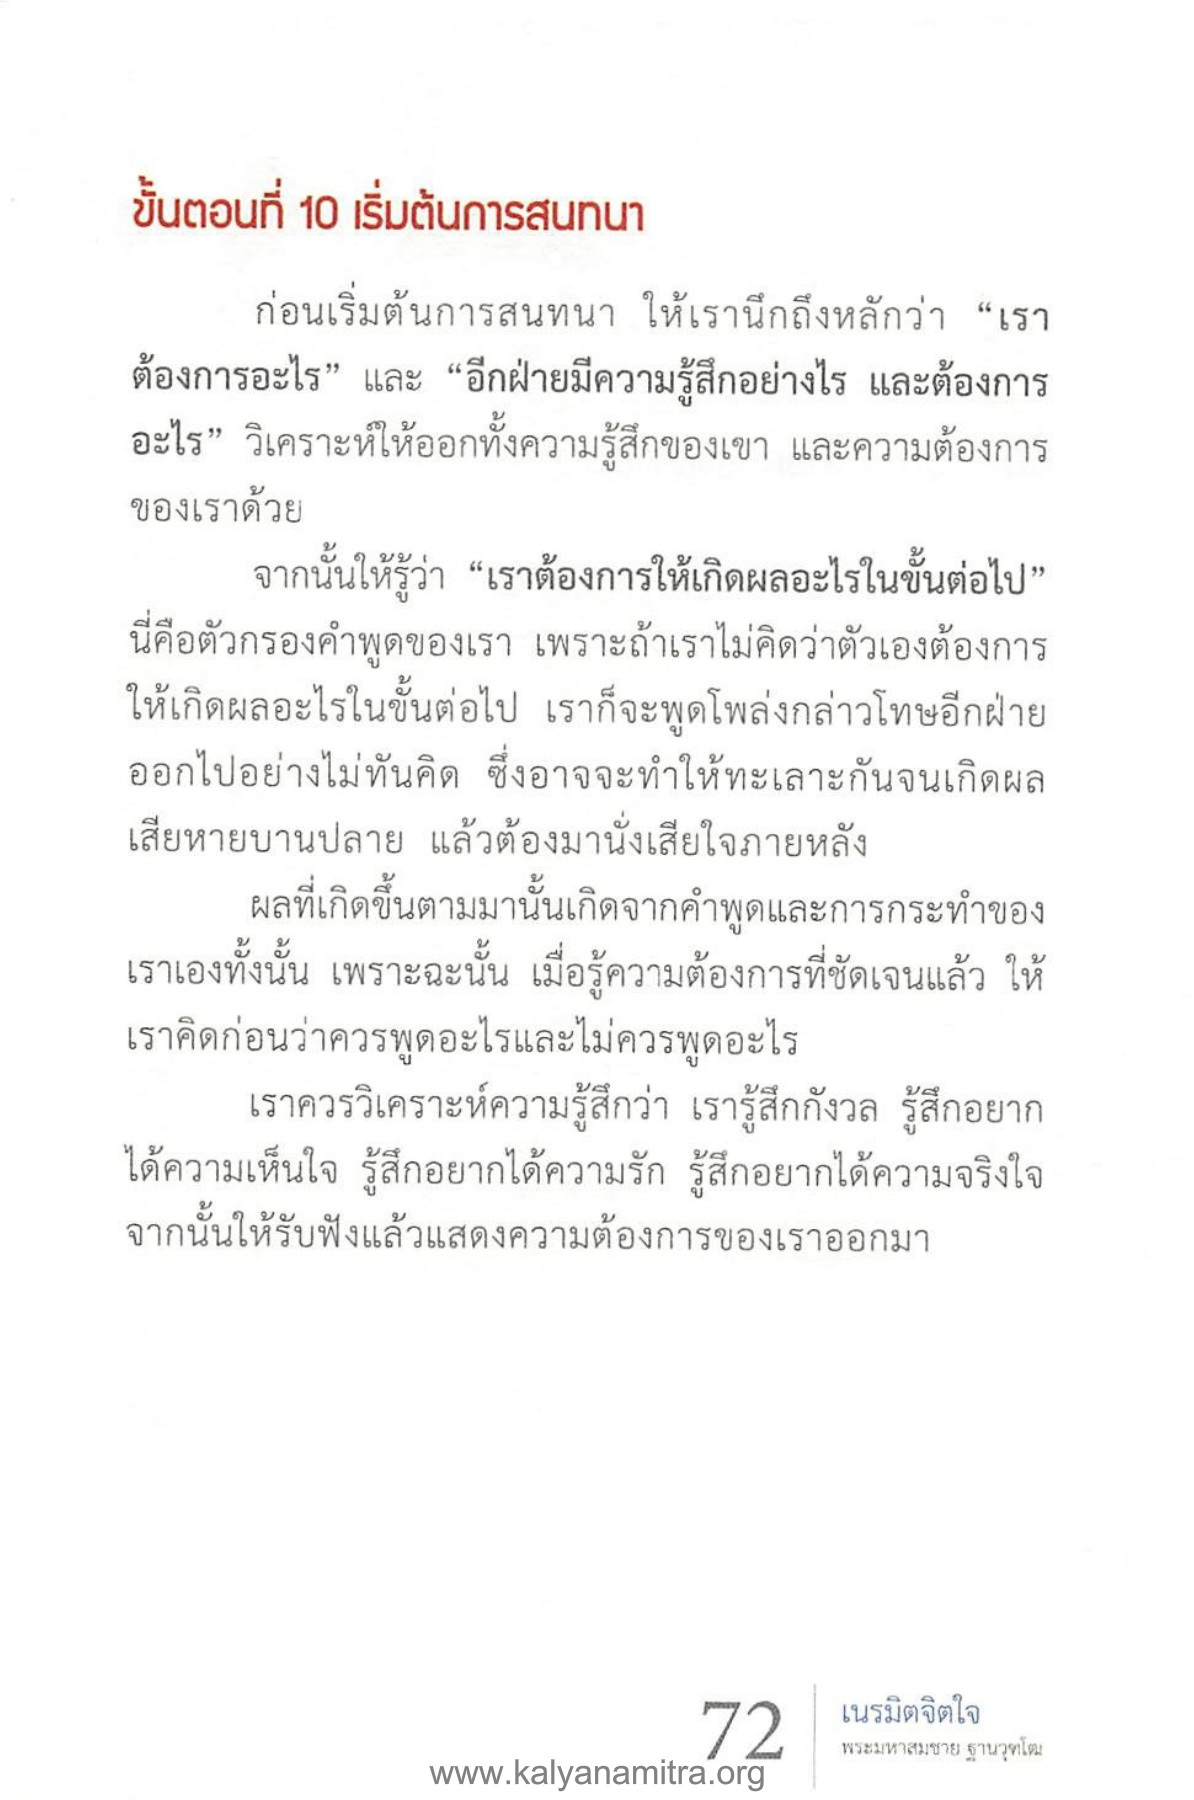 ขั้นตอนที่ 10 เริ่มต้นการสนทนา
ก่อนเริ่มต้นการสนทนา ให้เรานึกถึงหลักว่า “เรา
ต้องการอะไร” และ “อีกฝ่ายมีความรู้สึกอย่างไร และต้องการ
อะไร” วิเคราะห์ให้ออกทั้งความรู้สึกของเขา และความต้องการ
ของเราด้วย
จากนั้นให้รู้ว่า “เราต้องการให้เกิดผลอะไรในขั้นต่อไป”
นี่คือตัวกรองคำพูดของเรา เพราะถ้าเราไม่คิดว่าตัวเองต้องการ
ให้เกิดผลอะไรในขั้นต่อไป เราก็จะพูดโพล่งกล่าวโทษอีกฝ่าย
ออกไปอย่างไม่ทันคิด ซึ่งอาจจะทำให้ทะเลาะกันจนเกิดผล
เสียหายบานปลาย แล้วต้องมานั่งเสียใจภายหลัง
ผลที่เกิดขึ้นตามมานั้นเกิดจากคำพูดและการกระทำของ
เราเองทั้งนั้น เพราะฉะนั้น เมื่อรู้ความต้องการที่ชัดเจนแล้ว ให้
เราคิดก่อนว่าควรพูดอะไรและไม่ควรพูดอะไร
เราควรวิเคราะห์ความรู้สึกว่า เรารู้สึกกังวล รู้สึกอยาก
ได้ความเห็นใจ รู้สึกอยากได้ความรัก รู้สึกอยากได้ความจริงใจ
จากนั้นให้รับฟังแล้วแสดงความต้องการของเราออกมา
72
เนรมิตจิตใจ
พระมหาสมชาย ฐานวุฑโฒ
www.kalyanamitra.org